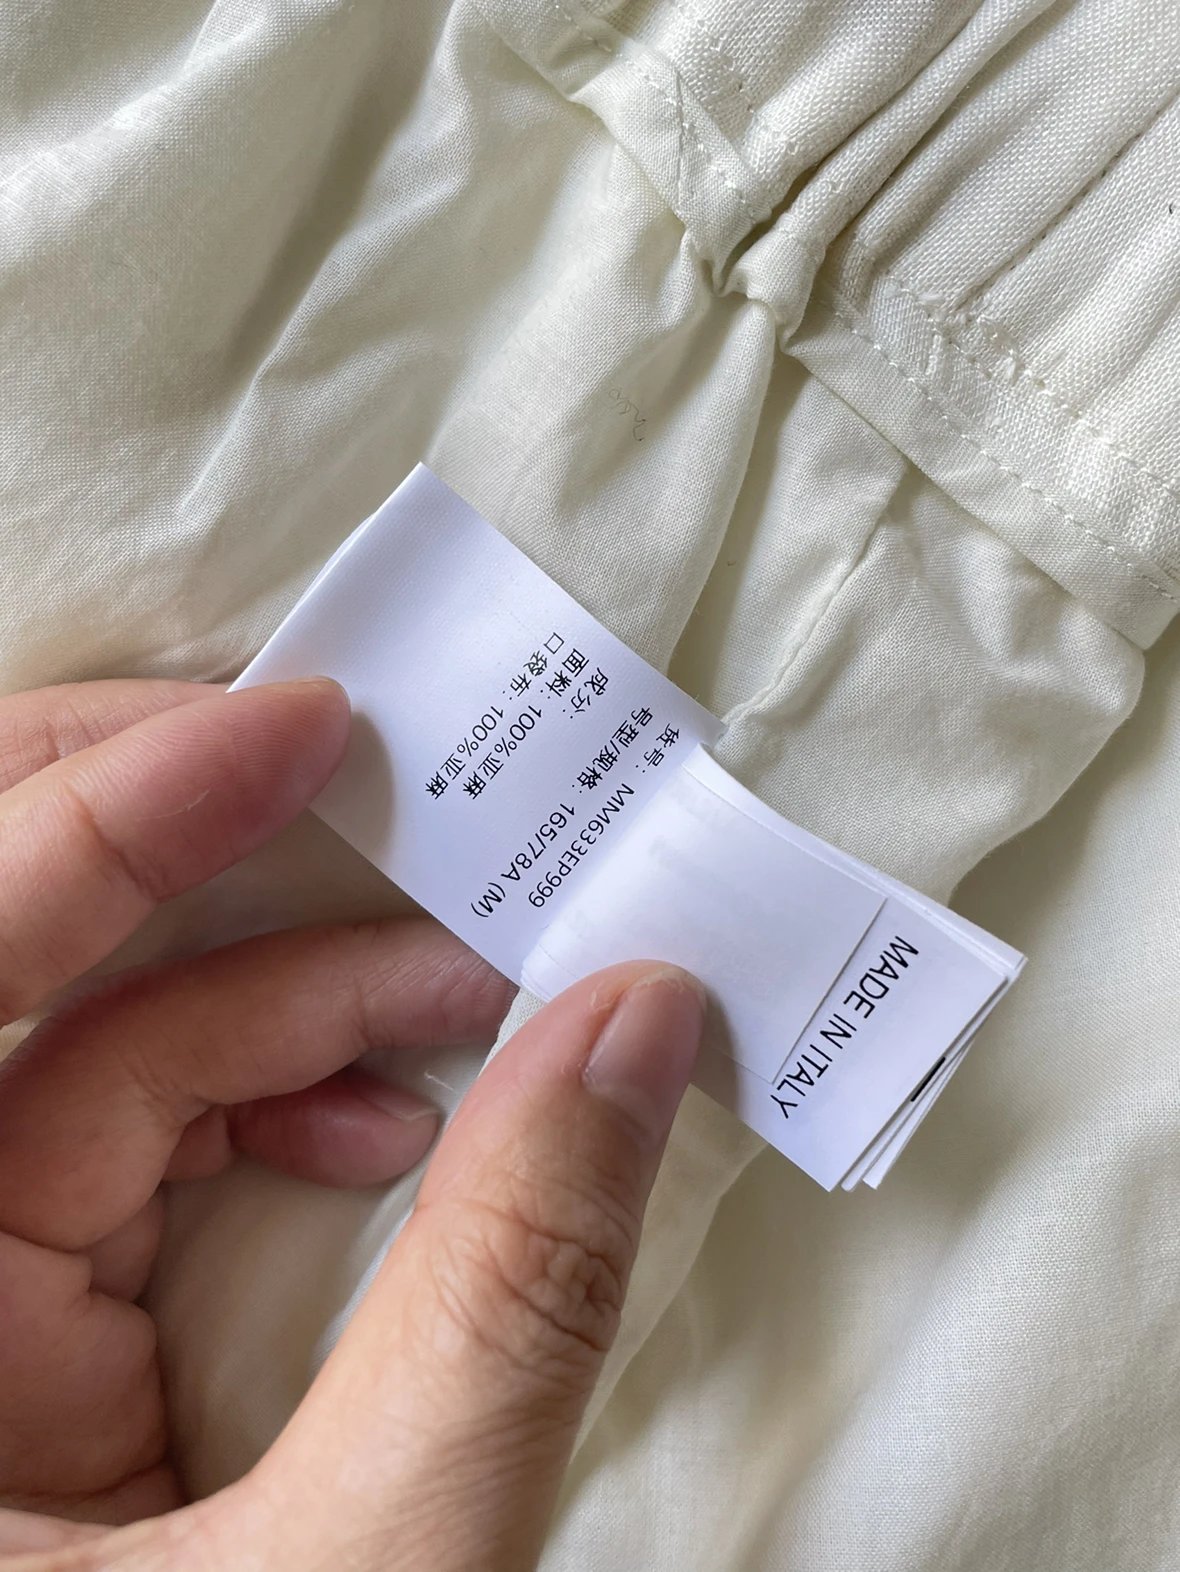 货号: MM633EP999
号型/规格: 165/78A (M)
成分:
面料: 100%亚麻
口袋布: 100%亚麻
MADE IN ITALY